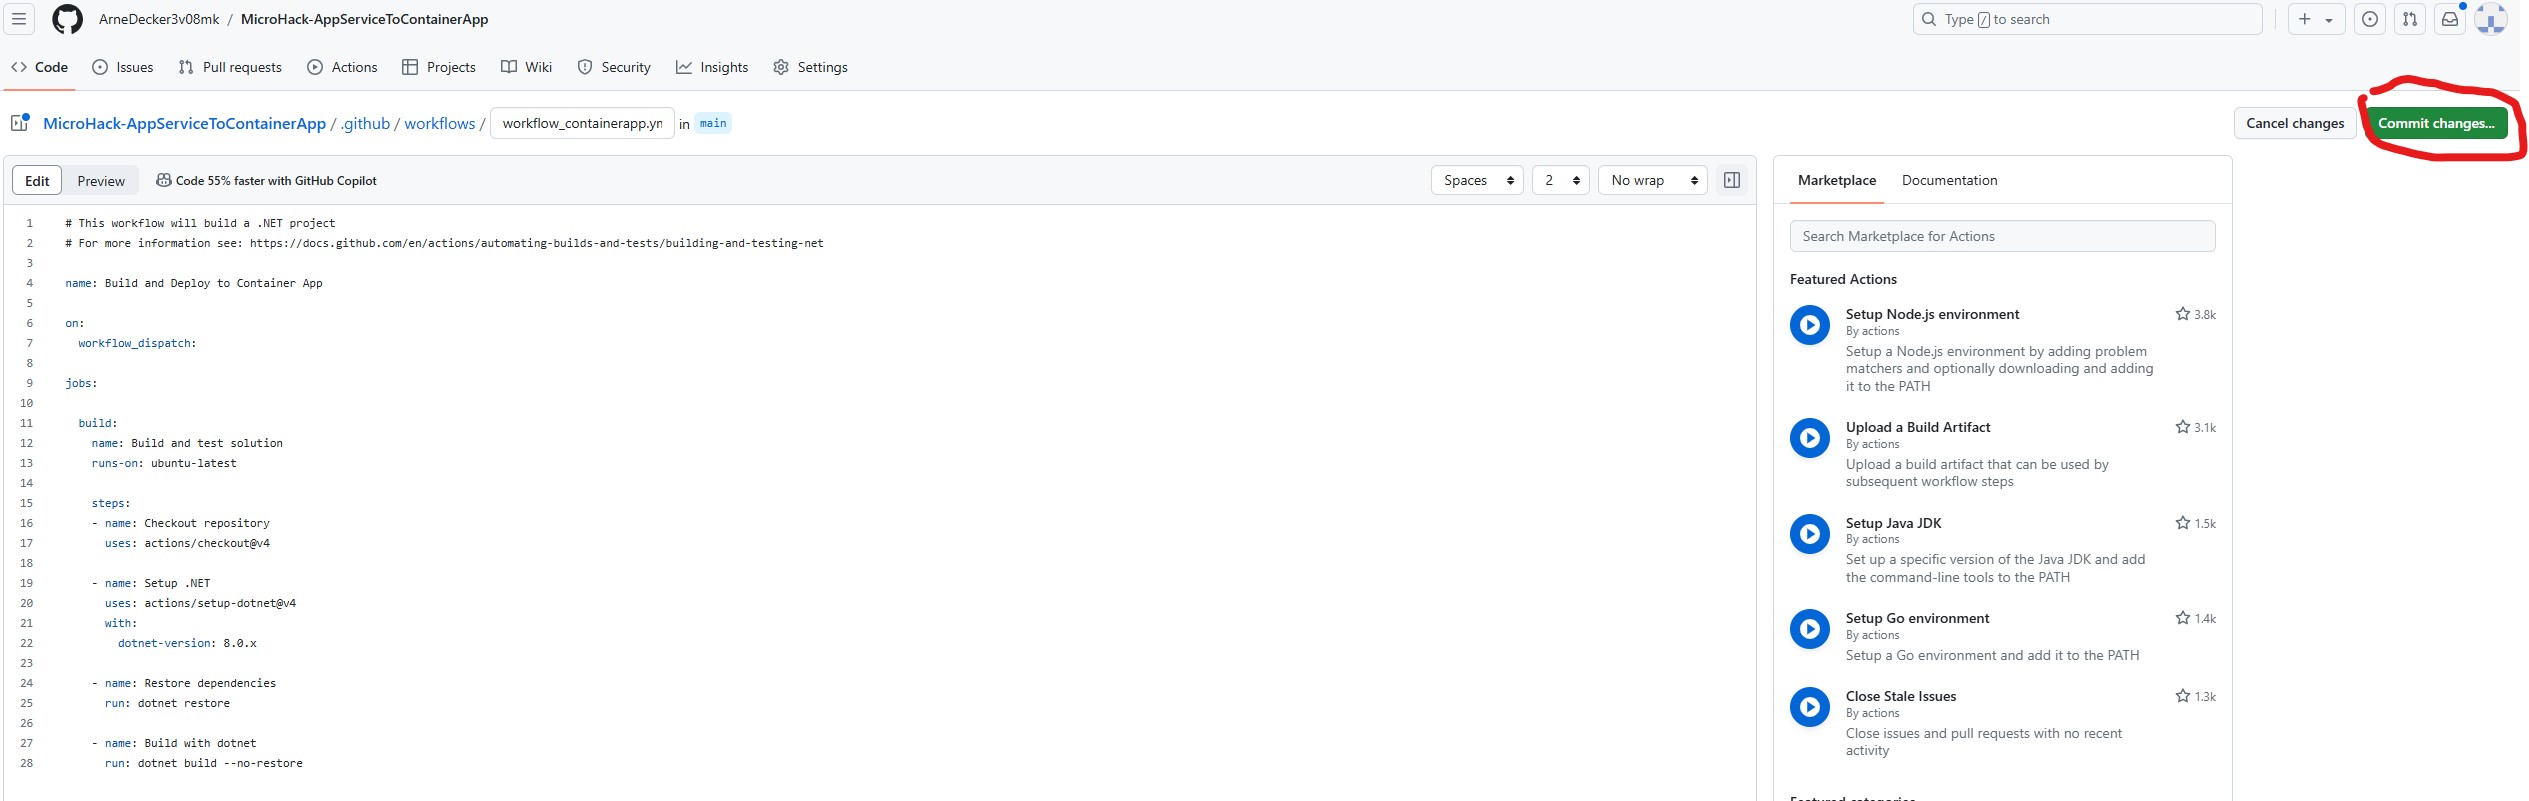 ArneDecker3v08mk / MicroHack-AppServiceToContainerApp
Type / to search
Code Issues Pull requests Actions Projects Wiki Security Insights Settings
MicroHack-AppServiceToContainerApp / .github / workflows / workflow_containerapp.yn in main
Cancel changes Commit changes...
Edit Preview Code 55% faster with GitHub Copilot Spaces 2 No wrap
1 # This workflow will build a .NET project
2 # For more information see: https://docs.github.com/en/actions/automating-builds-and-tests/building-and-testing-net
3
4 name: Build and Deploy to Container App
5
6 on:
7 workflow_dispatch:
8
9 jobs:
10
11 build:
12 name: Build and test solution
13 runs-on: ubuntu-latest
14
15 steps:
16 - name: Checkout repository
17 uses: actions/checkout@v4
18
19 - name: Setup .NET
20 uses: actions/setup-dotnet@v4
21 with:
22 dotnet-version: 8.0.x
23
24 - name: Restore dependencies
25 run: dotnet restore
26
27 - name: Build with dotnet
28 run: dotnet build --no-restore
Marketplace Documentation
Search Marketplace for Actions
Featured Actions
Setup Node.js environment 3.8k
By actions
Setup a Node.js environment by adding problem
matchers and optionally downloading and adding
it to the PATH
Upload a Build Artifact 3.1k
By actions
Upload a build artifact that can be used by
subsequent workflow steps
Setup Java JDK 1.5k
By actions
Set up a specific version of the Java JDK and add
the command-line tools to the PATH
Setup Go environment 1.4k
By actions
Setup a Go environment and add it to the PATH
Close Stale Issues 1.3k
By actions
Close issues and pull requests with no recent
activity
Featured categories